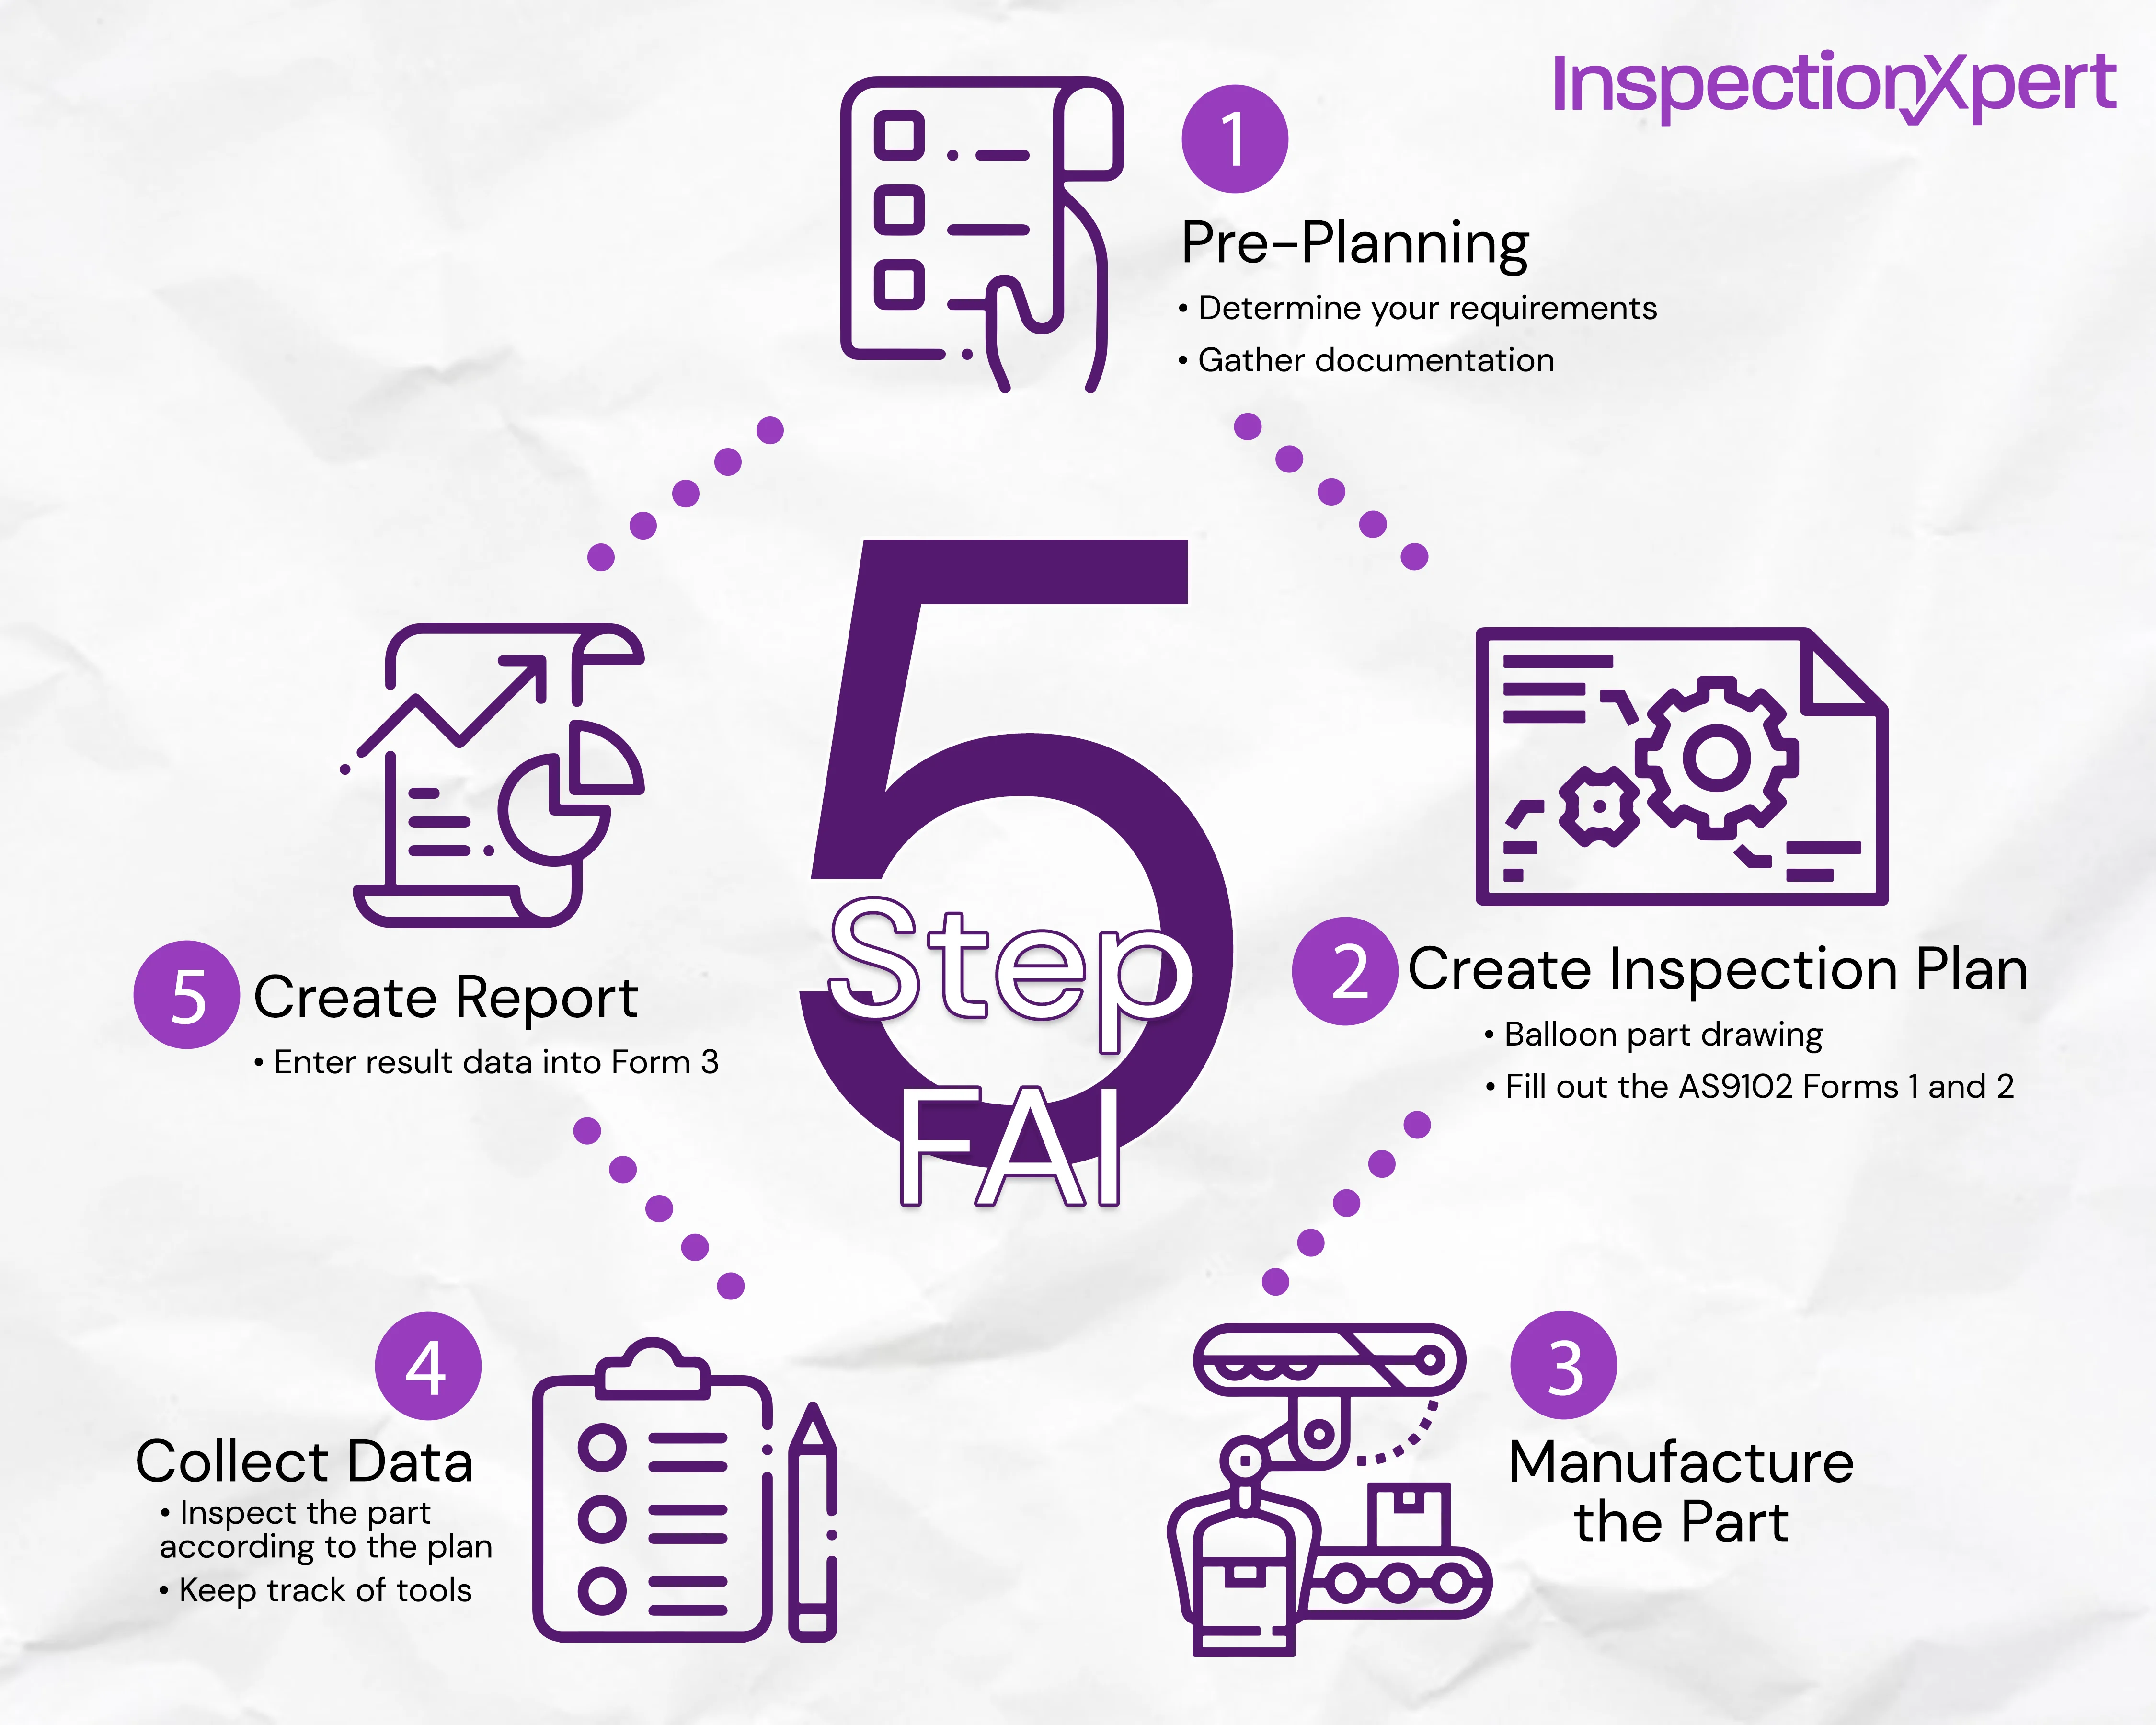 InspectionXpert
1
Pre-Planning
• Determine your requirements
• Gather documentation
5
Step
FAI
2
Create Inspection Plan
• Balloon part drawing
• Fill out the AS9102 Forms 1 and 2
3
Manufacture
the Part
4
Collect Data
• Inspect the part
according to the plan
• Keep track of tools
5
Create Report
• Enter result data into Form 3